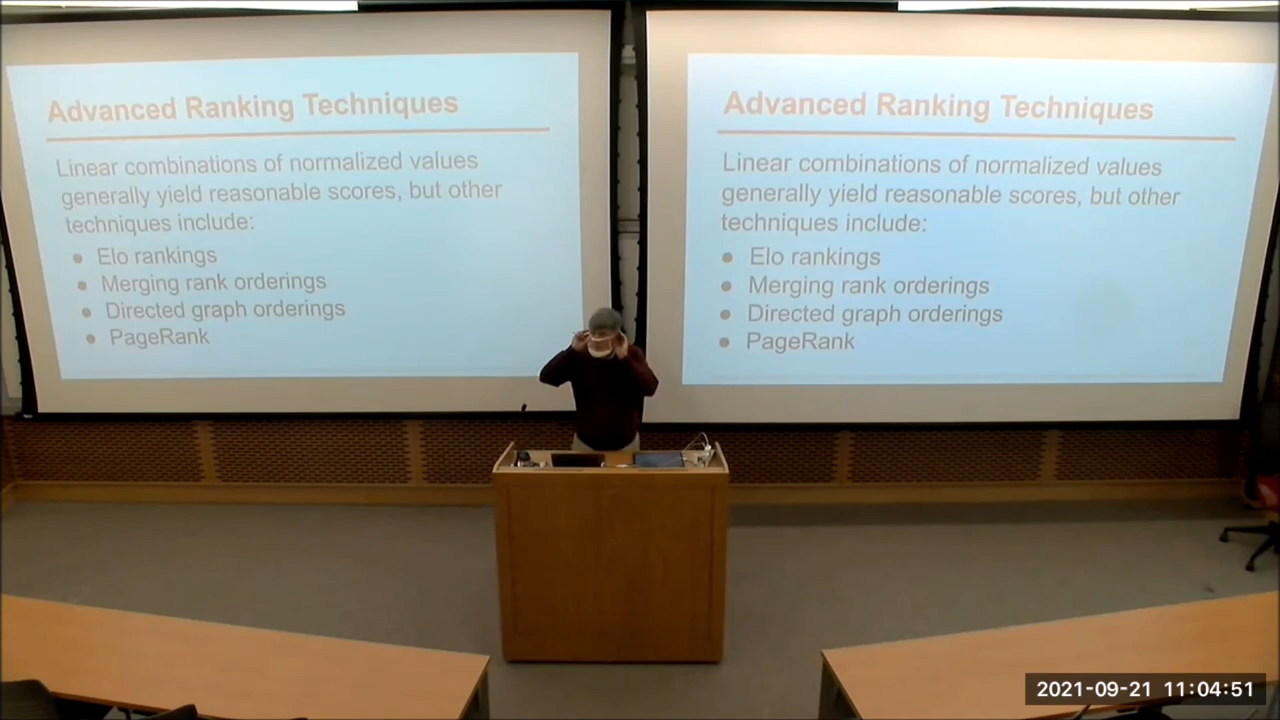 Advanced Ranking Techniques
Linear combinations of normalized values
generally yield reasonable scores, but other
techniques include:
● Elo rankings
● Merging rank orderings
● Directed graph orderings
● PageRank
Advanced Ranking Techniques
Linear combinations of normalized values
generally yield reasonable scores, but other
techniques include:
● Elo rankings
● Merging rank orderings
● Directed graph orderings
● PageRank
2021-09-21 11:04:51